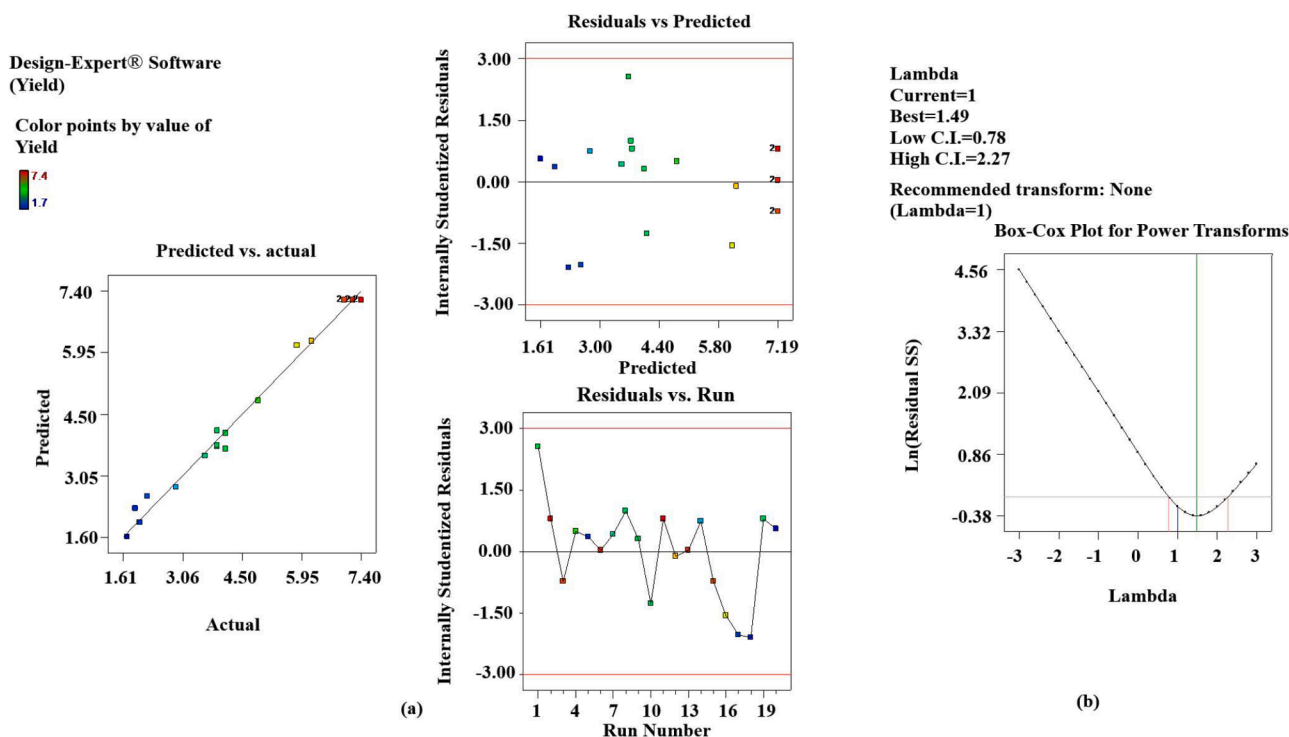 Design-Expert® Software
(Yield)
Color points by value of
Yield
7.4
1.7
Predicted vs. actual
Predicted
7.40
5.95
4.50
3.05
1.60
2 2 2
1.61 3.06 4.50 5.95 7.40
Actual
Residuals vs Predicted
Internally Studentized Residuals
3.00
1.50
0.00
-1.50
-3.00
2
2
2
1.61 3.00 4.40 5.80 7.19
Predicted
Residuals vs. Run
Internally Studentized Residuals
3.00
1.50
0.00
-1.50
-3.00
1 4 7 10 13 16 19
Run Number
(a)
Lambda
Current=1
Best=1.49
Low C.I.=0.78
High C.I.=2.27
Recommended transform: None
(Lambda=1)
Box-Cox Plot for Power Transforms
Ln(Residual SS)
4.56
3.32
2.09
0.86
-0.38
-3 -2 -1 0 1 2 3
Lambda
(b)